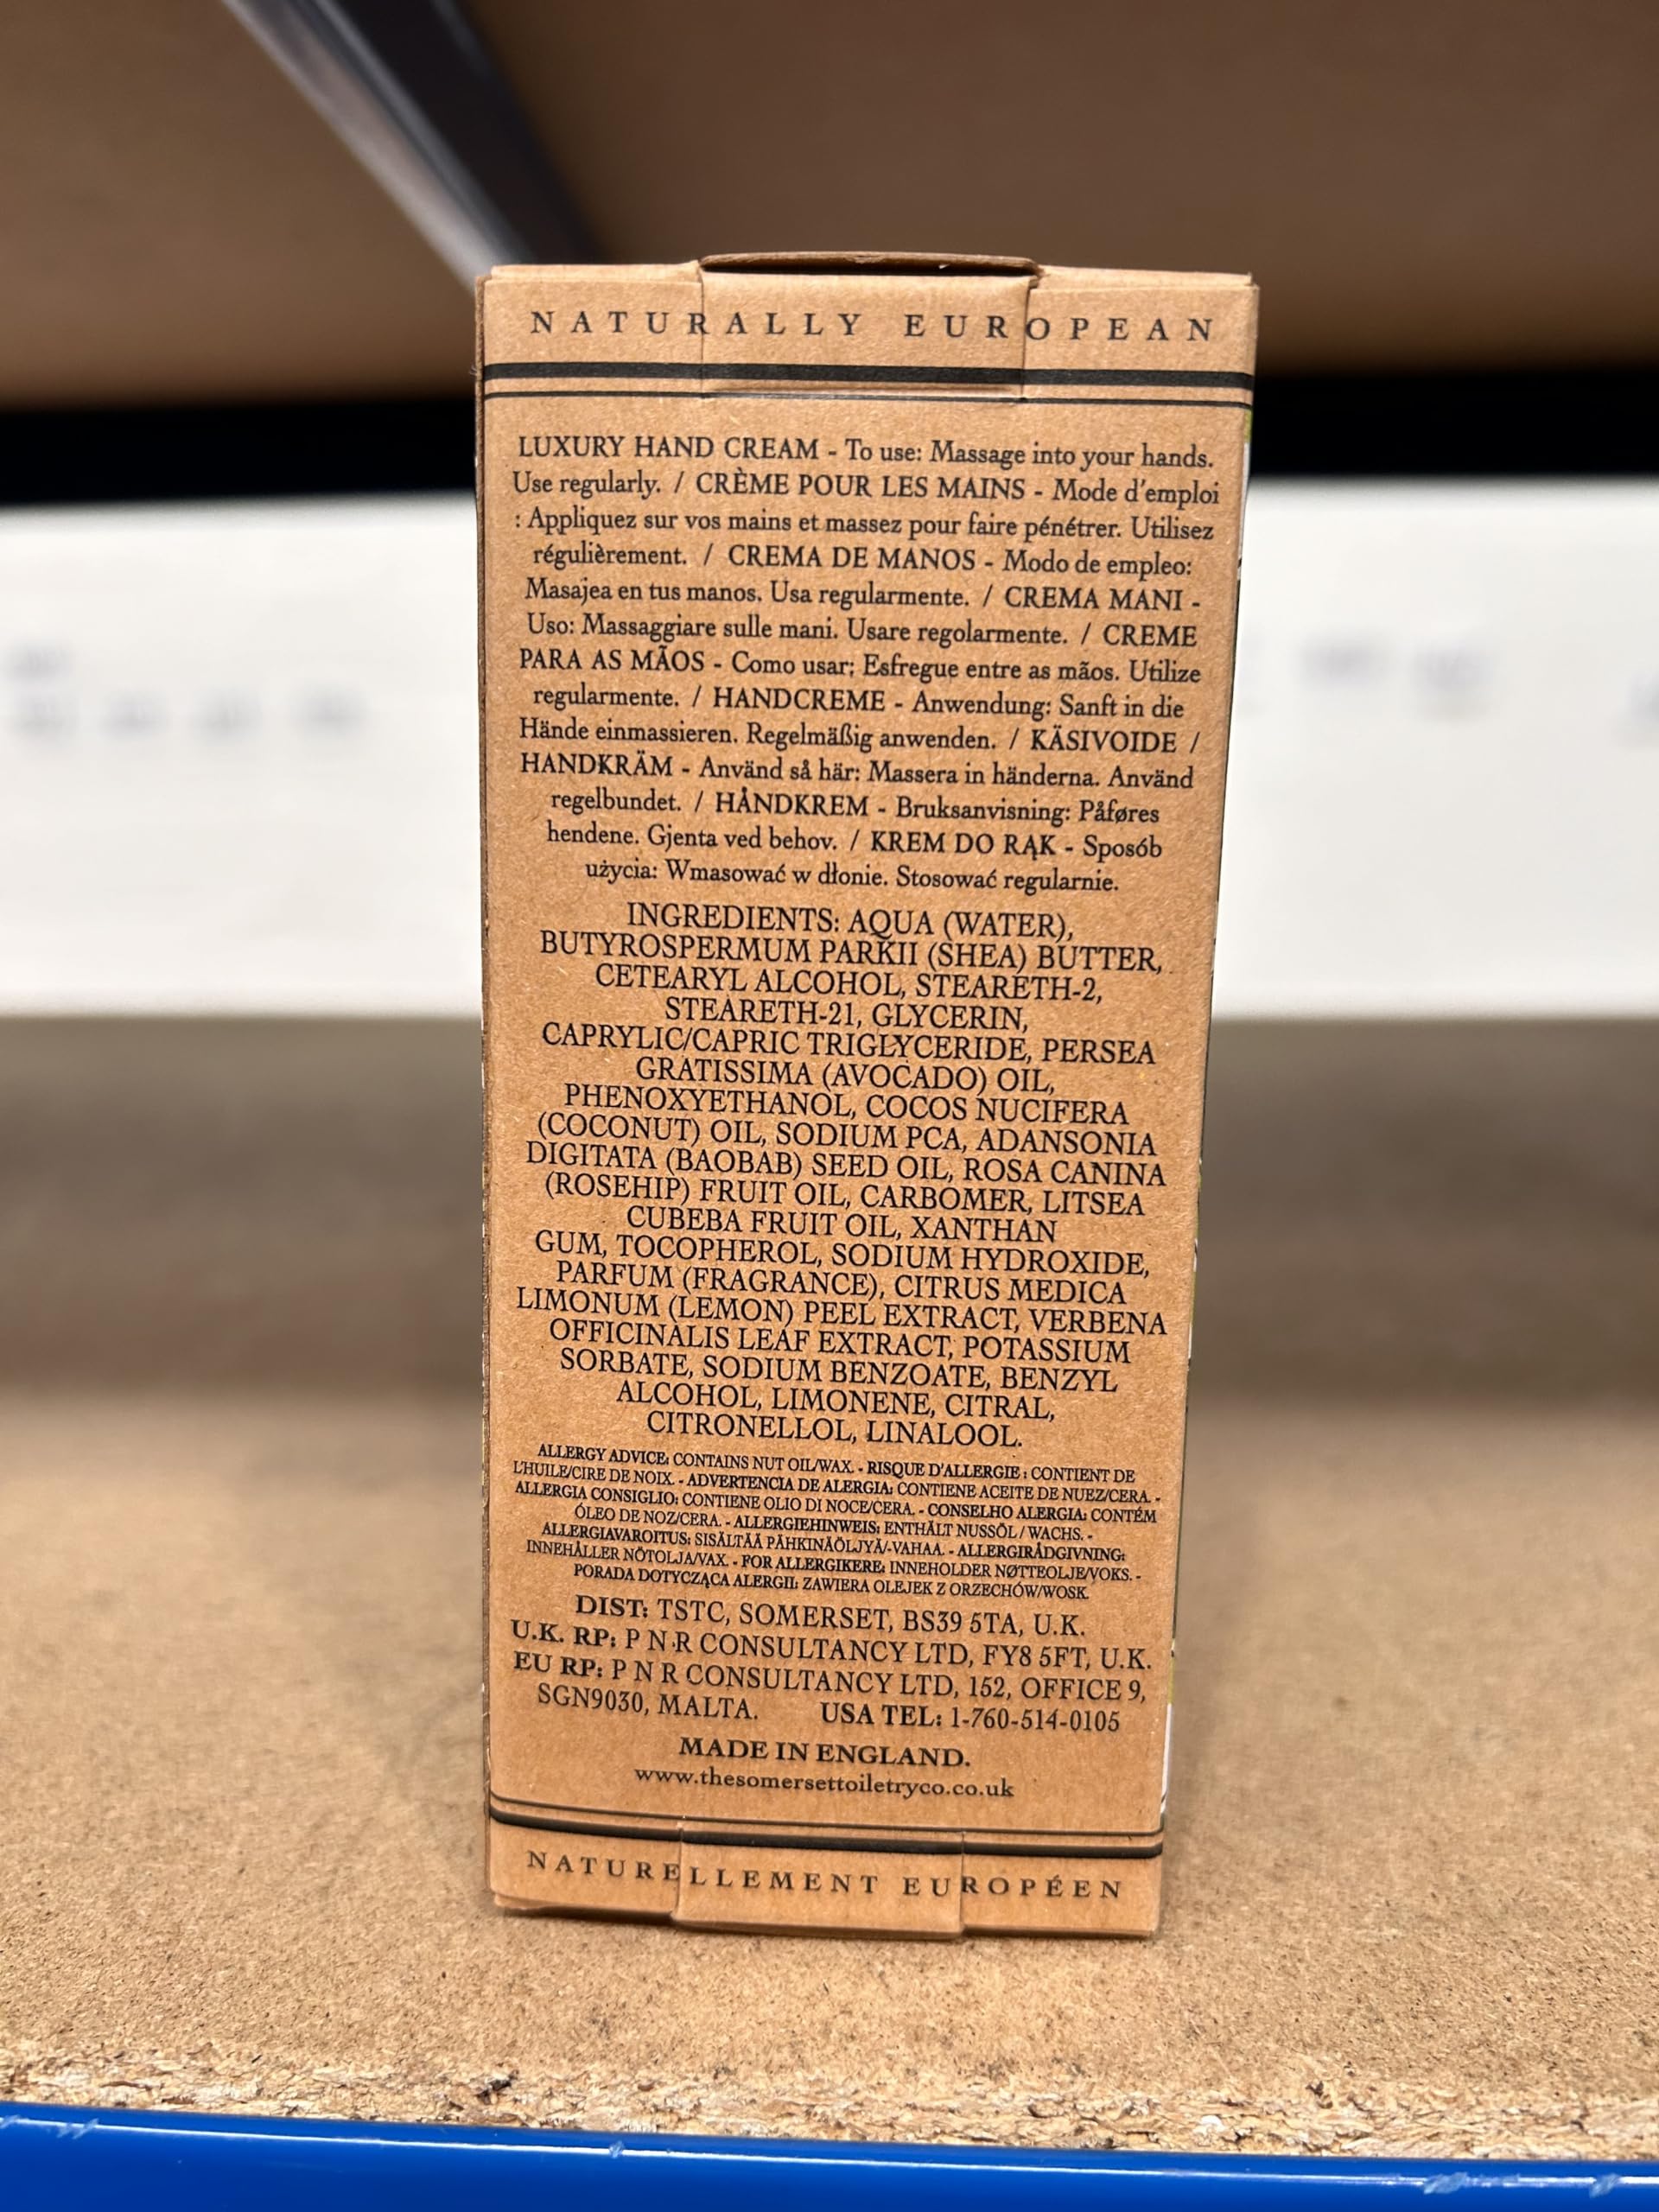 NATURALLY EUROPEAN
LUXURY HAND CREAM - To use: Massage into your hands.
Use regularly. / CRÈME POUR LES MAINS - Mode d'emploi
: Appliquez sur vos mains et massez pour faire pénétrer. Utilisez
régulièrement. / CREMA DE MANOS - Modo de empleo:
Masajea en tus manos. Usa regularmente. / CREMA MANI -
Uso: Massaggiare sulle mani. Usare regolarmente. / CREME
PARA AS MÃOS - Como usar: Esfregue entre as mãos. Utilize
regularmente. / HANDCREME - Anwendung: Sanft in die
Hände einmassieren. Regelmäßig anwenden. / KÄSIVOIDE /
HANDKRÄM - Använd så här: Massera in händerna. Använd
regelbundet. / HÅNDKREM - Bruksanvisning: Påføres
hendene. Gjenta ved behov. / KREM DO RĄK - Sposób
użycia: Wmasować w dłonie. Stosować regularnie.
INGREDIENTS: AQUA (WATER),
BUTYROSPERMUM PARKII (SHEA) BUTTER,
CETEARYL ALCOHOL, STEARETH-2,
STEARETH-21, GLYCERIN,
CAPRYLIC/CAPRIC TRIGLYCERIDE, PERSEA
GRATISSIMA (AVOCADO) OIL,
PHENOXYETHANOL, COCOS NUCIFERA
(COCONUT) OIL, SODIUM PCA, ADANSONIA
DIGITATA (BAOBAB) SEED OIL, ROSA CANINA
(ROSEHIP) FRUIT OIL, CARBOMER, LITSEA
CUBEBA FRUIT OIL, XANTHAN
GUM, TOCOPHEROL, SODIUM HYDROXIDE,
PARFUM (FRAGRANCE), CITRUS MEDICA
LIMONUM (LEMON) PEEL EXTRACT, VERBENA
OFFICINALIS LEAF EXTRACT, POTASSIUM
SORBATE, SODIUM BENZOATE, BENZYL
ALCOHOL, LIMONENE, CITRAL,
CITRONELLOL, LINALOOL.
ALLERGY ADVICE: CONTAINS NUT OIL/WAX. - RISQUE D'ALLERGIE : CONTIENT DE
L'HUILE/CIRE DE NOIX. - ADVERTENCIA DE ALERGIA: CONTIENE ACEITE DE NUEZ/CERA. -
ALLERGIA CONSIGLIO: CONTIENE OLIO DI NOCE/CERA. - CONSELHO ALERGIA: CONTÉM
ÓLEO DE NOZ/CERA. - ALLERGIEHINWEIS: ENTHÄLT NUSSÖL / WACHS. -
ALLERGIAVAROITUS: SISÄLTÄÄ PÄHKINÄÖLJYÄ/-VAHAA. - ALLERGIRÅDGIVNING:
INNEHÅLLER NÖTOLJA/VAX. - FOR ALLERGIKERE: INNEHOLDER NØTTEOLJE/VOKS. -
PORADA DOTYCZĄCA ALERGII: ZAWIERA OLEJEK Z ORZECHÓW/WOSK.
DIST: TSTC, SOMERSET, BS39 5TA, U.K.
U.K. RP: P N R CONSULTANCY LTD, FY8 5FT, U.K.
EU RP: P N R CONSULTANCY LTD, 152, OFFICE 9,
SGN9030, MALTA. USA TEL: 1-760-514-0105
MADE IN ENGLAND.
www.thesomersettoiletryco.co.uk
NATURELLEMENT EUROPÉEN